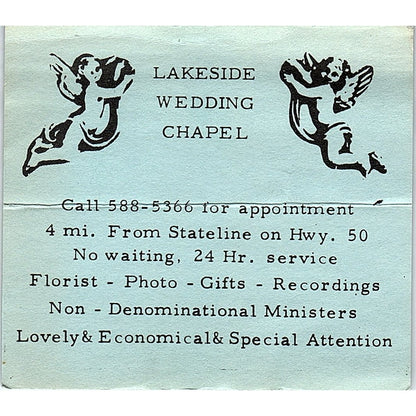 LAKESIDE
WEDDING
CHAPEL
Call 588-5366 for appointment
4 mi. From Stateline on Hwy. 50
No waiting, 24 Hr. service
Florist - Photo - Gifts - Recordings
Non - Denominational Ministers
Lovely & Economical & Special Attention